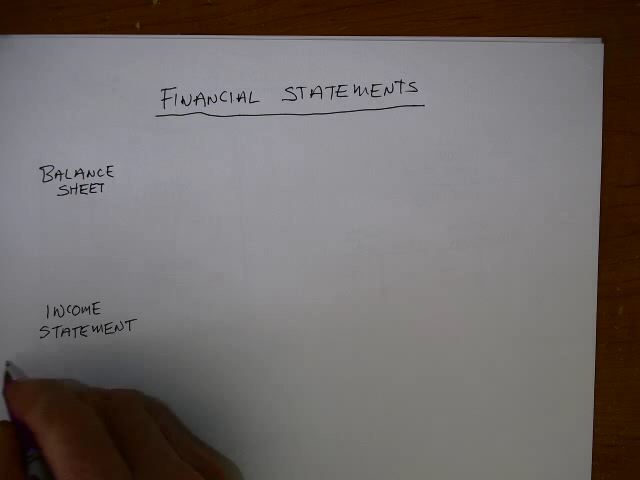 FINANCIAL STATEMENTS
BALANCE
SHEET
INCOME
STATEMENT